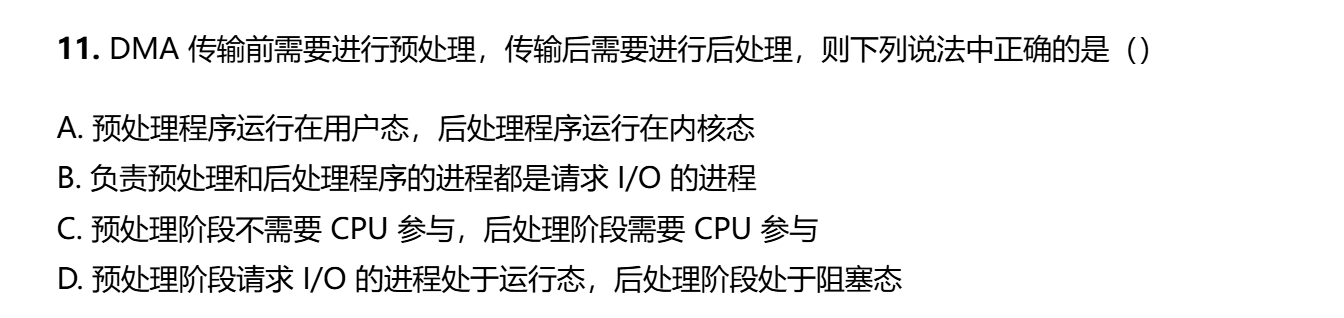 11. DMA 传输前需要进行预处理，传输后需要进行后处理，则下列说法中正确的是（）
A. 预处理程序运行在用户态，后处理程序运行在内核态
B. 负责预处理和后处理程序的进程都是请求 I/O 的进程
C. 预处理阶段不需要 CPU 参与，后处理阶段需要 CPU 参与
D. 预处理阶段请求 I/O 的进程处于运行态，后处理阶段处于阻塞态